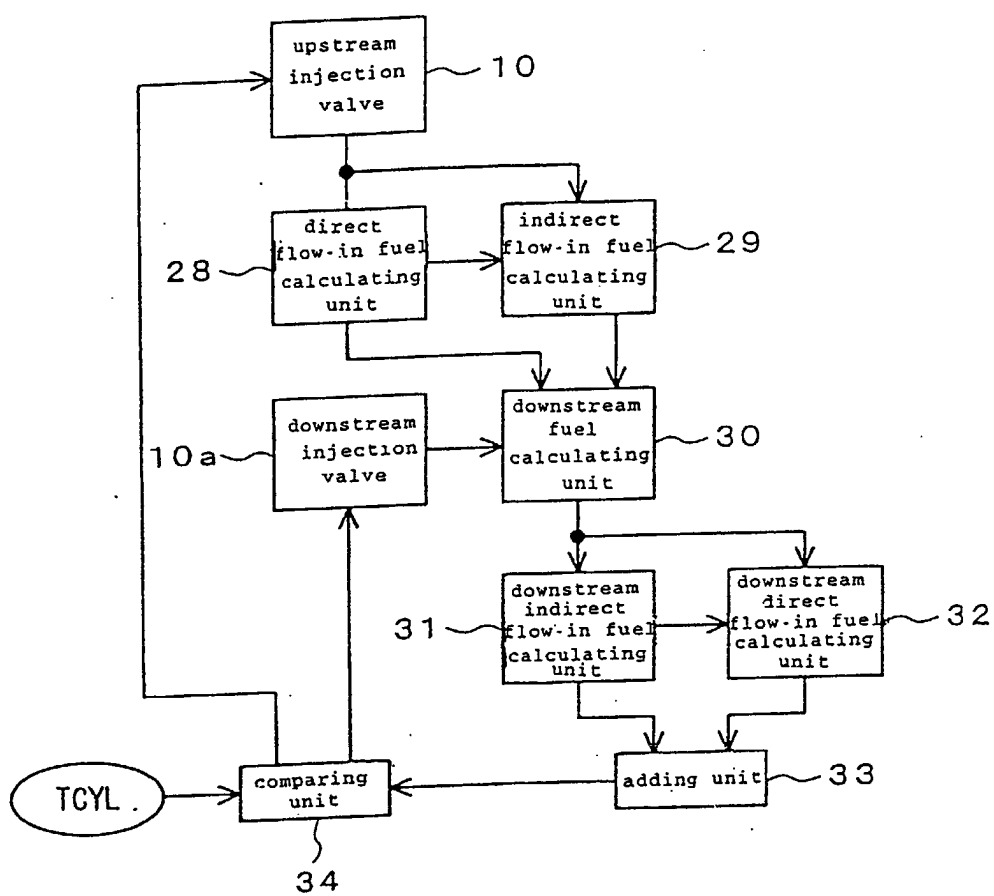 upstream
injection
valve
10
direct
flow-in fuel
calculating
unit
28
indirect
flow-in fuel
calculating
unit
29
downstream
injection
valve
10a
downstream
fuel
calculating
unit
30
downstream
indirect
flow-in fuel
calculating
unit
31
downstream
direct
flow-in fuel
calculating
unit
32
TCYL.
comparing
unit
34
adding unit
33